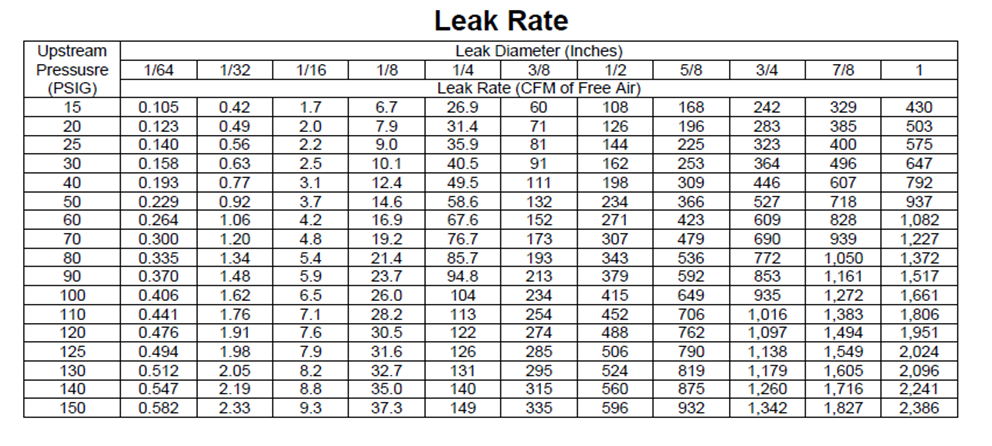 Leak Rate
Upstream Pressusre (PSIG) Leak Diameter (Inches)
1/64 1/32 1/16 1/8 1/4 3/8 1/2 5/8 3/4 7/8 1
Leak Rate (CFM of Free Air)
15 0.105 0.42 1.7 6.7 26.9 60 108 168 242 329 430
20 0.123 0.49 2.0 7.9 31.4 71 126 196 283 385 503
25 0.140 0.56 2.2 9.0 35.9 81 144 225 323 400 575
30 0.158 0.63 2.5 10.1 40.5 91 162 253 364 496 647
40 0.193 0.77 3.1 12.4 49.5 111 198 309 446 607 792
50 0.229 0.92 3.7 14.6 58.6 132 234 366 527 718 937
60 0.264 1.06 4.2 16.9 67.6 152 271 423 609 828 1,082
70 0.300 1.20 4.8 19.2 76.7 173 307 479 690 939 1,227
80 0.335 1.34 5.4 21.4 85.7 193 343 536 772 1,050 1,372
90 0.370 1.48 5.9 23.7 94.8 213 379 592 853 1,161 1,517
100 0.406 1.62 6.5 26.0 104 234 415 649 935 1,272 1,661
110 0.441 1.76 7.1 28.2 113 254 452 706 1,016 1,383 1,806
120 0.476 1.91 7.6 30.5 122 274 488 762 1,097 1,494 1,951
125 0.494 1.98 7.9 31.6 126 285 506 790 1,138 1,549 2,024
130 0.512 2.05 8.2 32.7 131 295 524 819 1,179 1,605 2,096
140 0.547 2.19 8.8 35.0 140 315 560 875 1,260 1,716 2,241
150 0.582 2.33 9.3 37.3 149 335 596 932 1,342 1,827 2,386